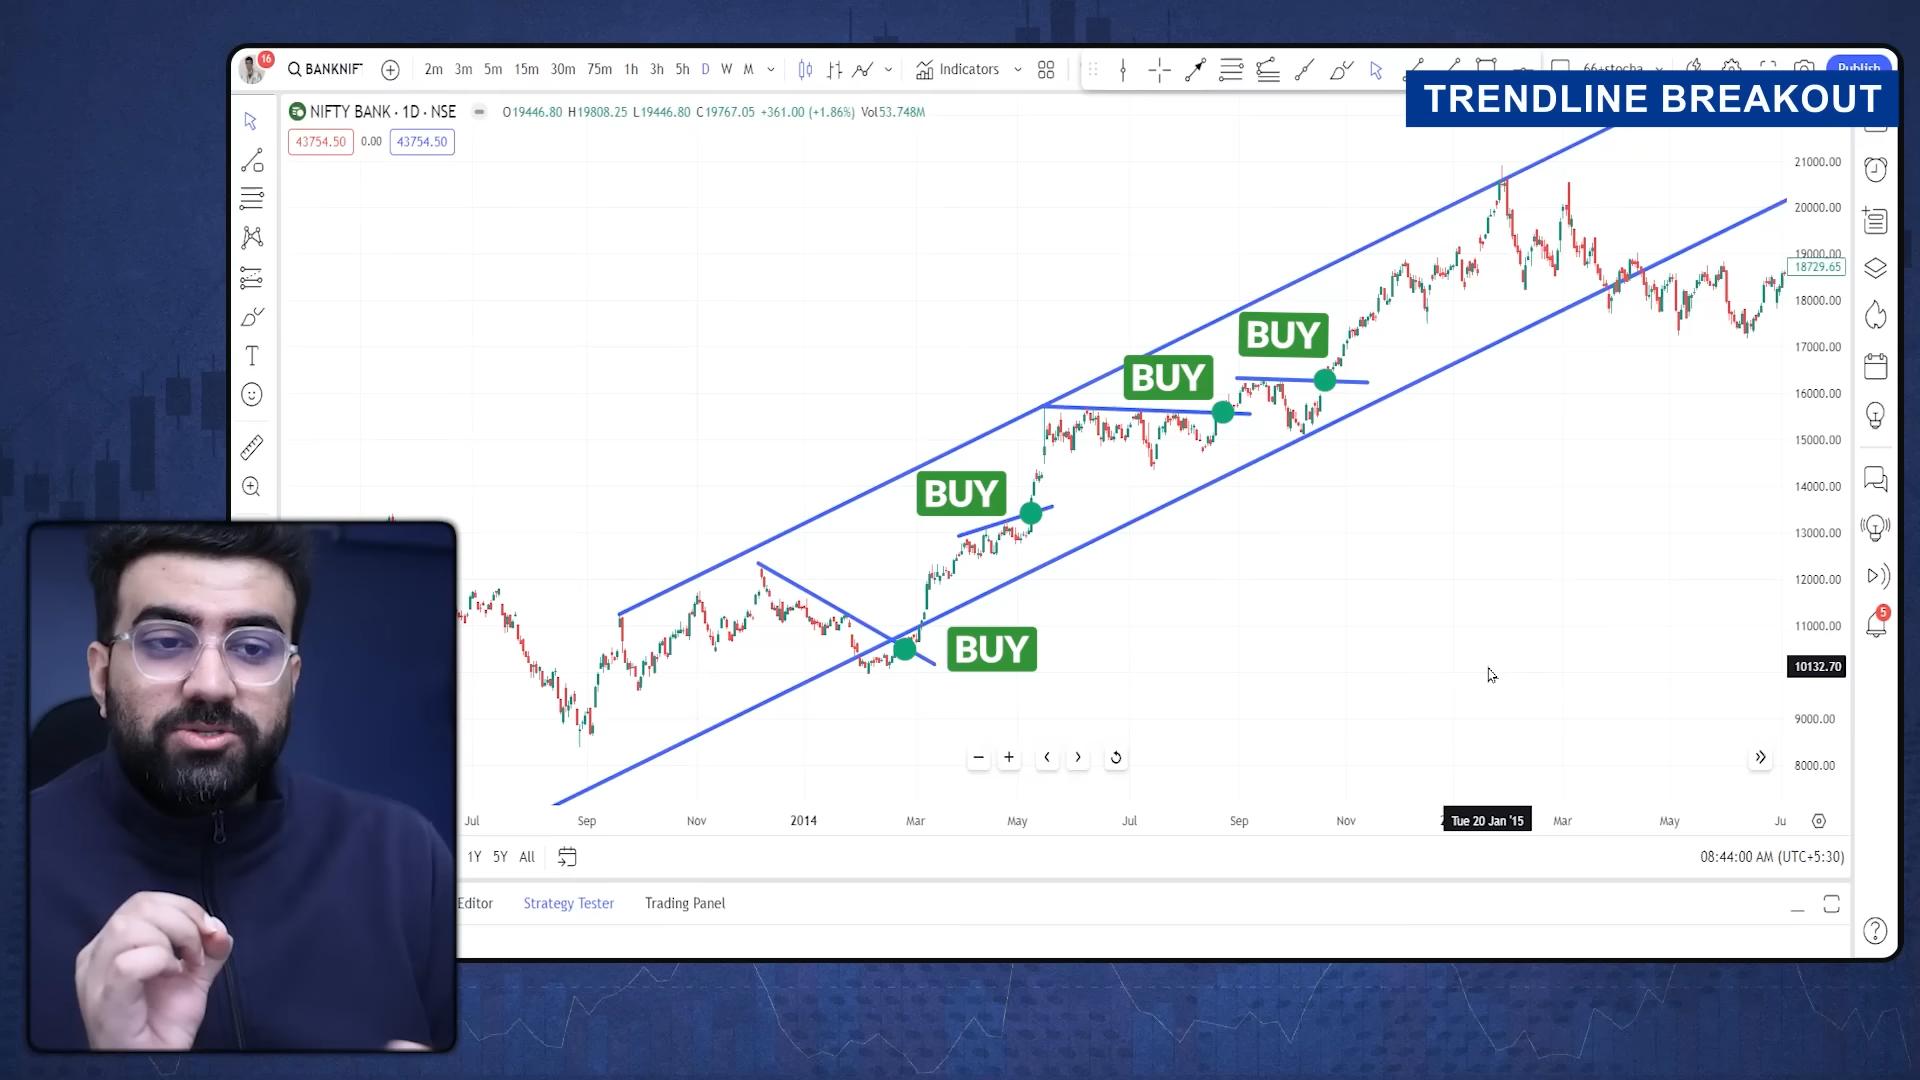 16
BANKNIF
2m 3m 5m 15m 30m 75m 1h 3h 5h D W M
Indicators
Publish
TRENDLINE BREAKOUT
NIFTY BANK · 1D · NSE
O19446.80 H19808.25 L19446.80 C19767.05 +361.00 (+1.86%) Vol53.748M
43754.50 0.00 43754.50
21000.00
20000.00
19000.00
18729.65
18000.00
17000.00
16000.00
15000.00
14000.00
13000.00
12000.00
11000.00
10132.70
9000.00
8000.00
BUY
BUY
BUY
BUY
5
Jul Sep Nov 2014 Mar May Jul Sep Nov Tue 20 Jan '15 Mar May Ju
1Y 5Y All
08:44:00 AM (UTC+5:30)
Editor Strategy Tester Trading Panel